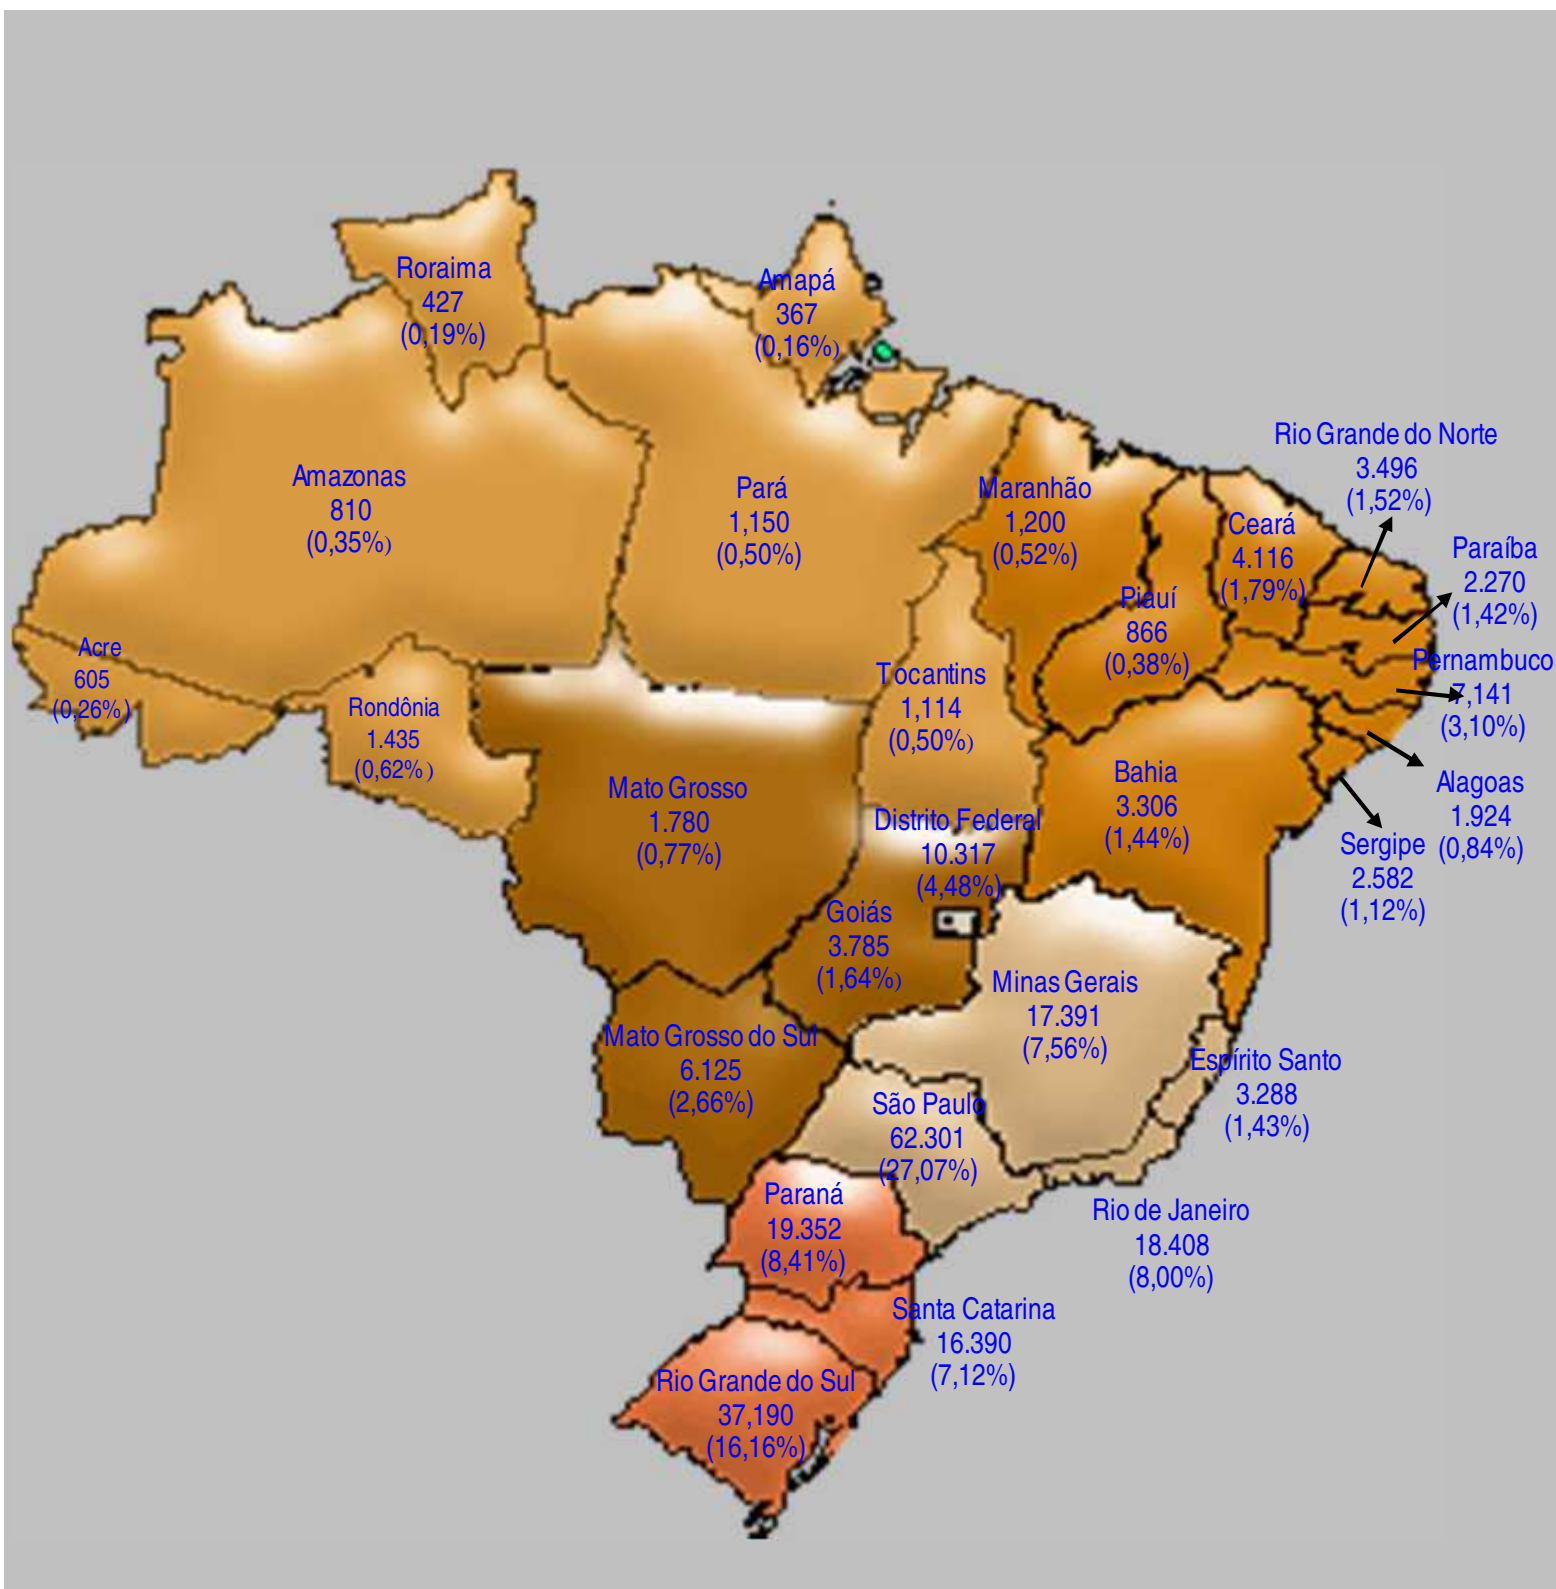 Roraima
427
(0,19%)
Amapá
367
(0,16%)
Rio Grande do Norte
3.496
(1,52%)
Amazonas
810
(0,35%)
Pará
1,150
(0,50%)
Maranhão
1,200
(0,52%)
Ceará
4.116
(1,79%)
Paraíba
2.270
(1,42%)
Piauí
866
(0,38%)
Acre
605
(0,26%)
Rondônia
1.435
(0,62%)
Tocantins
1,114
(0,50%)
Pernambuco
7,141
(3,10%)
Mato Grosso
1.780
(0,77%)
Bahia
3.306
(1,44%)
Alagoas
1.924
(0,84%)
Distrito Federal
10.317
(4,48%)
Sergipe
2.582
(1,12%)
Goiás
3.785
(1,64%)
Minas Gerais
17.391
(7,56%)
Mato Grosso do Sul
6.125
(2,66%)
Espírito Santo
3.288
(1,43%)
São Paulo
62.301
(27,07%)
Paraná
19.352
(8,41%)
Rio de Janeiro
18.408
(8,00%)
Santa Catarina
16.390
(7,12%)
Rio Grande do Sul
37,190
(16,16%)